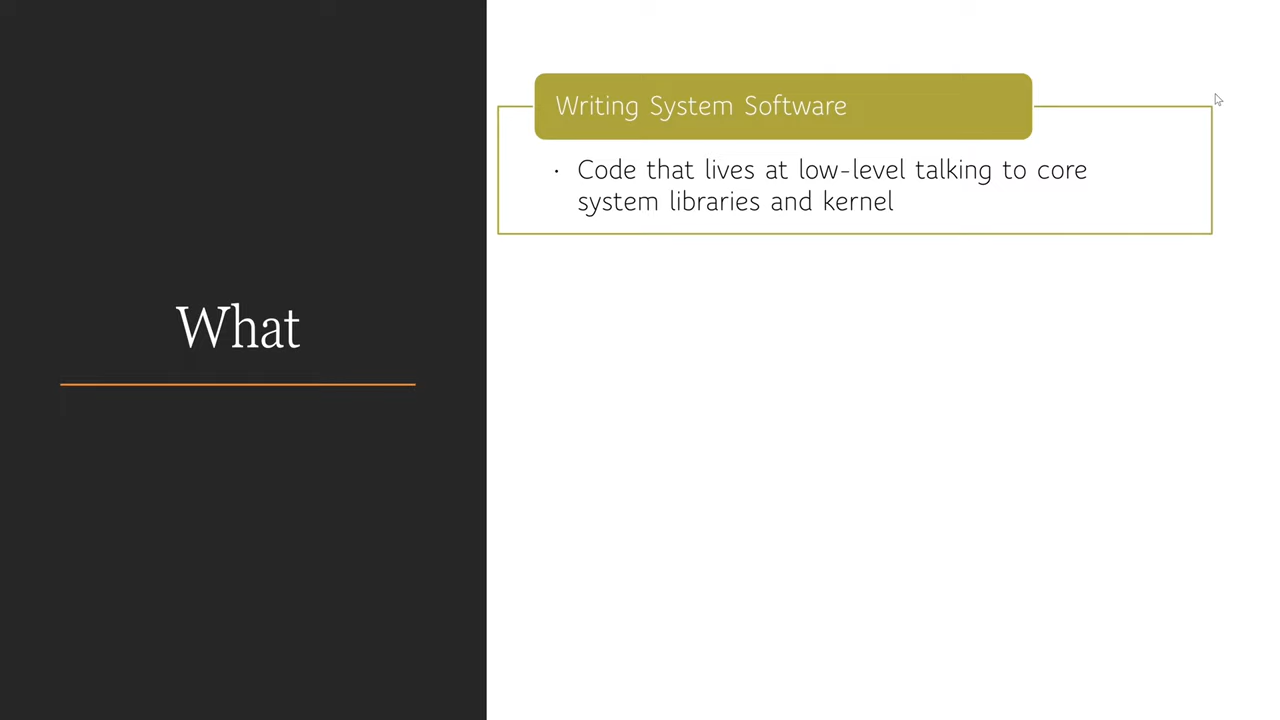 What
Writing System Software
· Code that lives at low-level talking to core
system libraries and kernel